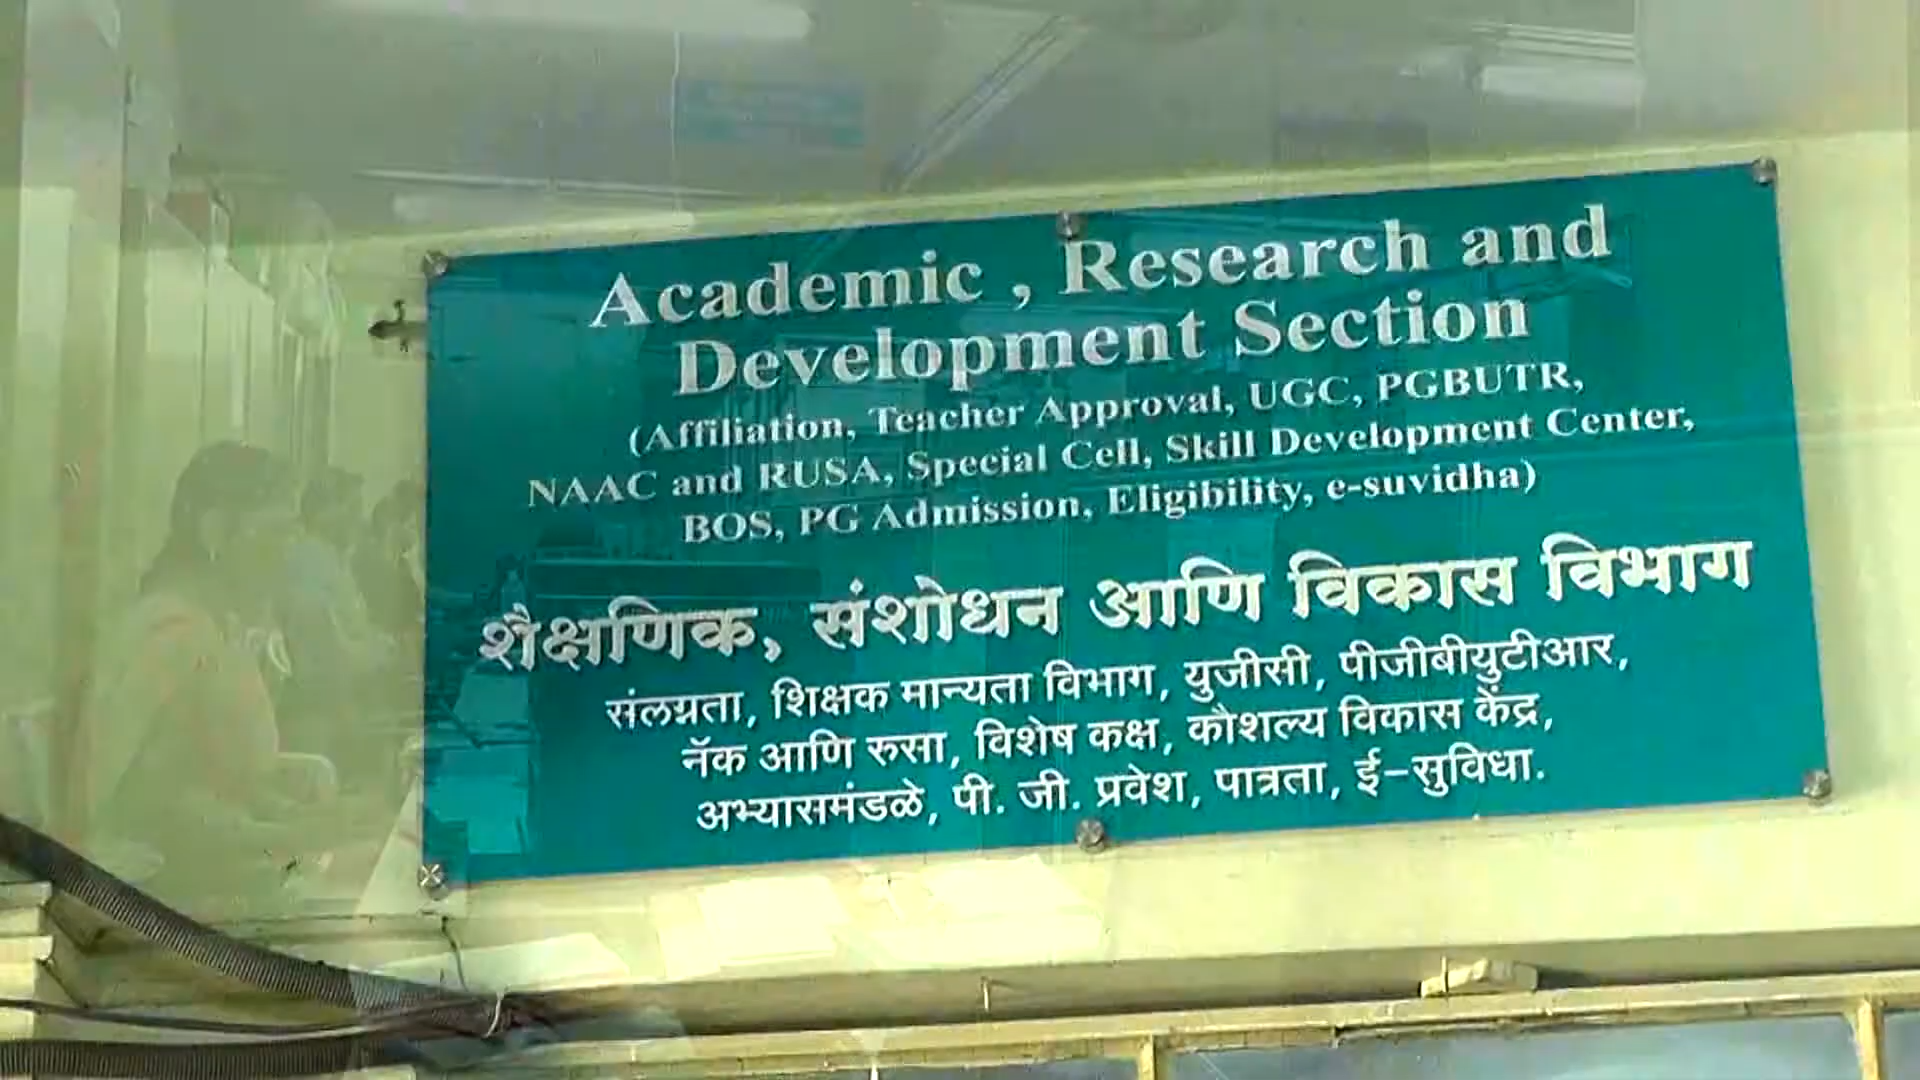 Academic , Research and
Development Section
(Affiliation, Teacher Approval, UGC, PGBUTR,
NAAC and RUSA, Special Cell, Skill Development Center,
BOS, PG Admission, Eligibility, e-suvidha)
शैक्षणिक, संशोधन आणि विकास विभाग
संलग्नता, शिक्षक मान्यता विभाग, युजीसी, पीजीबीयुटीआर,
नॅक आणि रुसा, विशेष कक्ष, कौशल्य विकास केंद्र,
अभ्यासमंडळे, पी. जी. प्रवेश, पात्रता, ई-सुविधा.